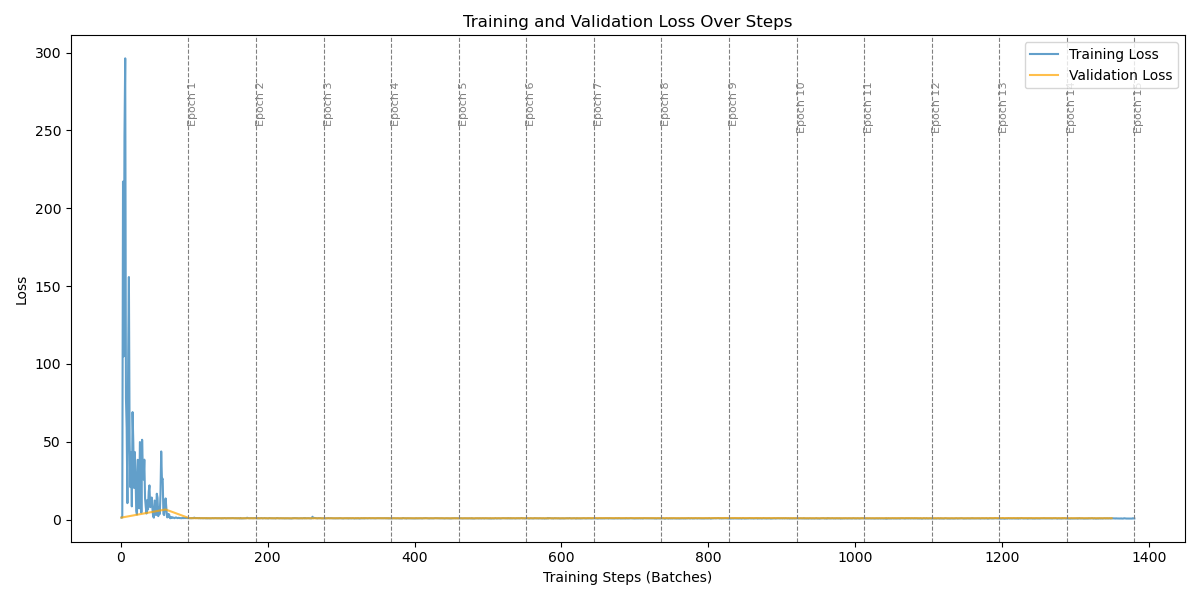 Training and Validation Loss Over Steps
Training Loss
Validation Loss
300
250
200
150
100
50
0
Loss
Epoch 1
Epoch 2
Epoch 3
Epoch 4
Epoch 5
Epoch 6
Epoch 7
Epoch 8
Epoch 9
Epoch 10
Epoch 11
Epoch 12
Epoch 13
Epoch
Epoch
0
200
400
600
800
1000
1200
1400
Training Steps (Batches)